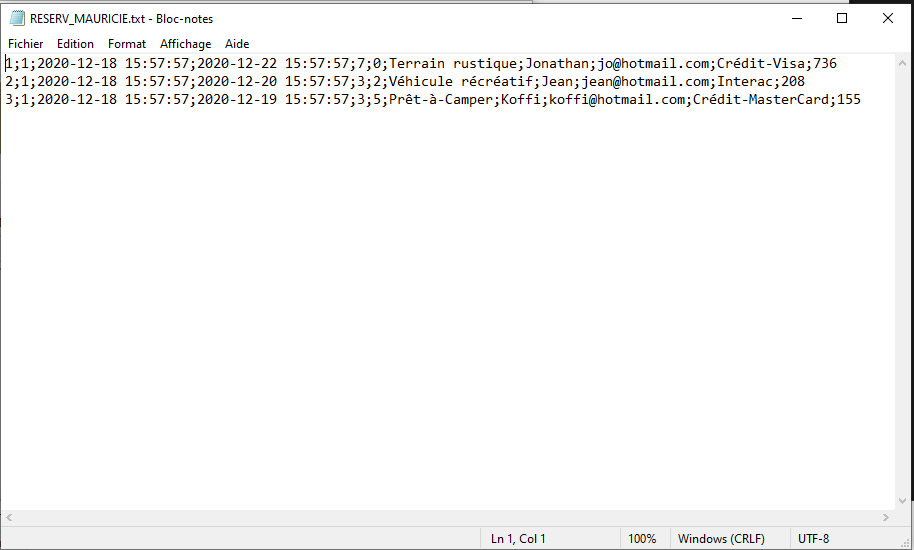 RESERV_MAURICIE.txt - Bloc-notes
Fichier Edition Format Affichage Aide
1;1;2020-12-18 15:57:57;2020-12-22 15:57:57;7;0;Terrain rustique;Jonathan;jo@hotmail.com;Crédit-Visa;736
2;1;2020-12-18 15:57:57;2020-12-20 15:57:57;3;2;Véhicule récréatif;Jean;jean@hotmail.com;Interac;208
3;1;2020-12-18 15:57:57;2020-12-19 15:57:57;3;5;Prêt-à-Camper;Koffi;koffi@hotmail.com;Crédit-MasterCard;155
Ln 1, Col 1 100% Windows (CRLF) UTF-8